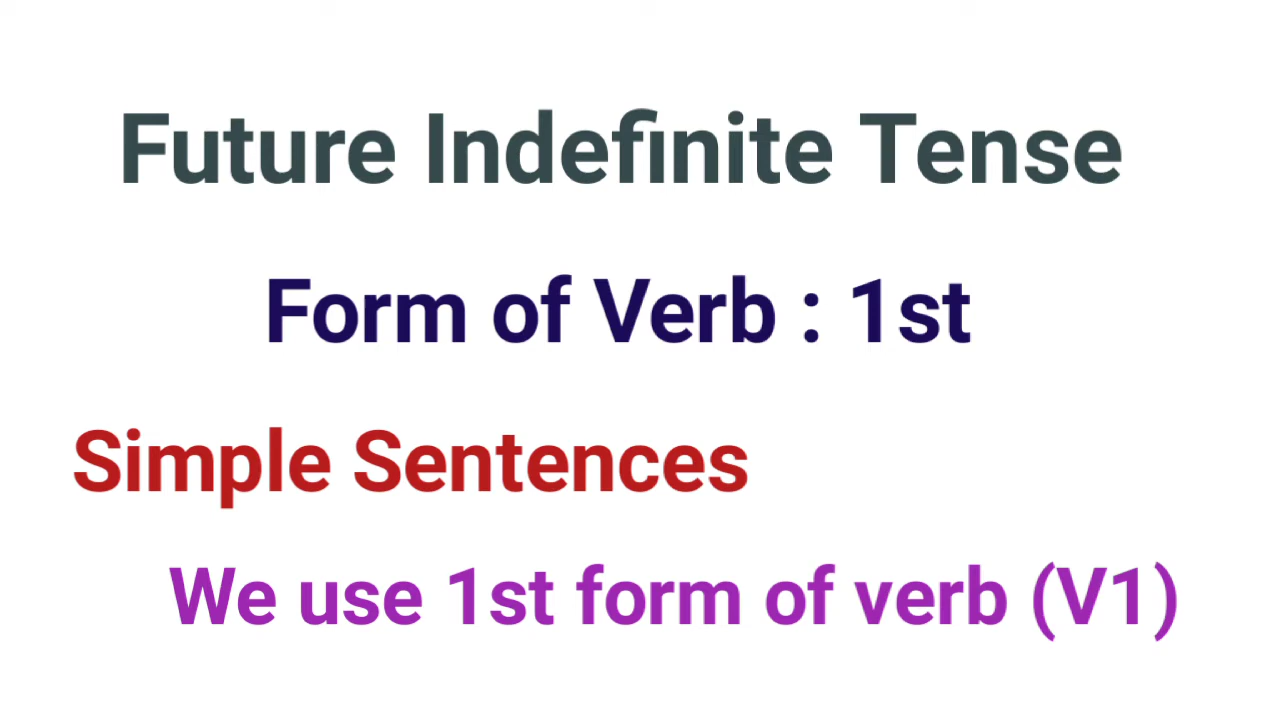 Future Indefinite Tense
Form of Verb : 1st
Simple Sentences
We use 1st form of verb (V1)